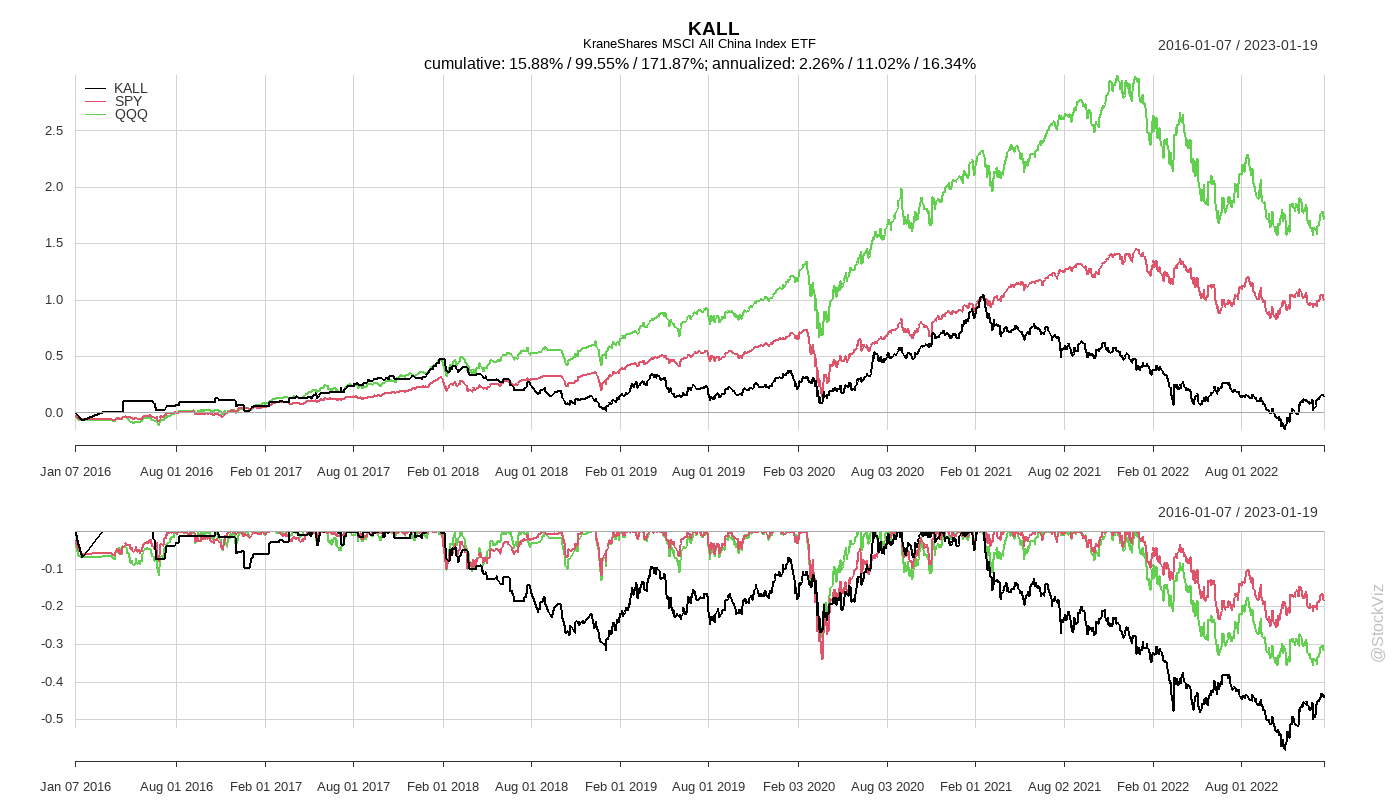 KALL
KraneShares MSCI All China Index ETF
2016-01-07 / 2023-01-19
cumulative: 15.88% / 99.55% / 171.87%; annualized: 2.26% / 11.02% / 16.34%
KALL
SPY
QQQ
2.5
2.0
1.5
1.0
0.5
0.0
Jan 07 2016 Aug 01 2016 Feb 01 2017 Aug 01 2017 Feb 01 2018 Aug 01 2018 Feb 01 2019 Aug 01 2019 Feb 03 2020 Aug 03 2020 Feb 01 2021 Aug 02 2021 Feb 01 2022 Aug 01 2022
2016-01-07 / 2023-01-19
-0.1
-0.2
-0.3
-0.4
-0.5
Jan 07 2016 Aug 01 2016 Feb 01 2017 Aug 01 2017 Feb 01 2018 Aug 01 2018 Feb 01 2019 Aug 01 2019 Feb 03 2020 Aug 03 2020 Feb 01 2021 Aug 02 2021 Feb 01 2022 Aug 01 2022
@StockViz